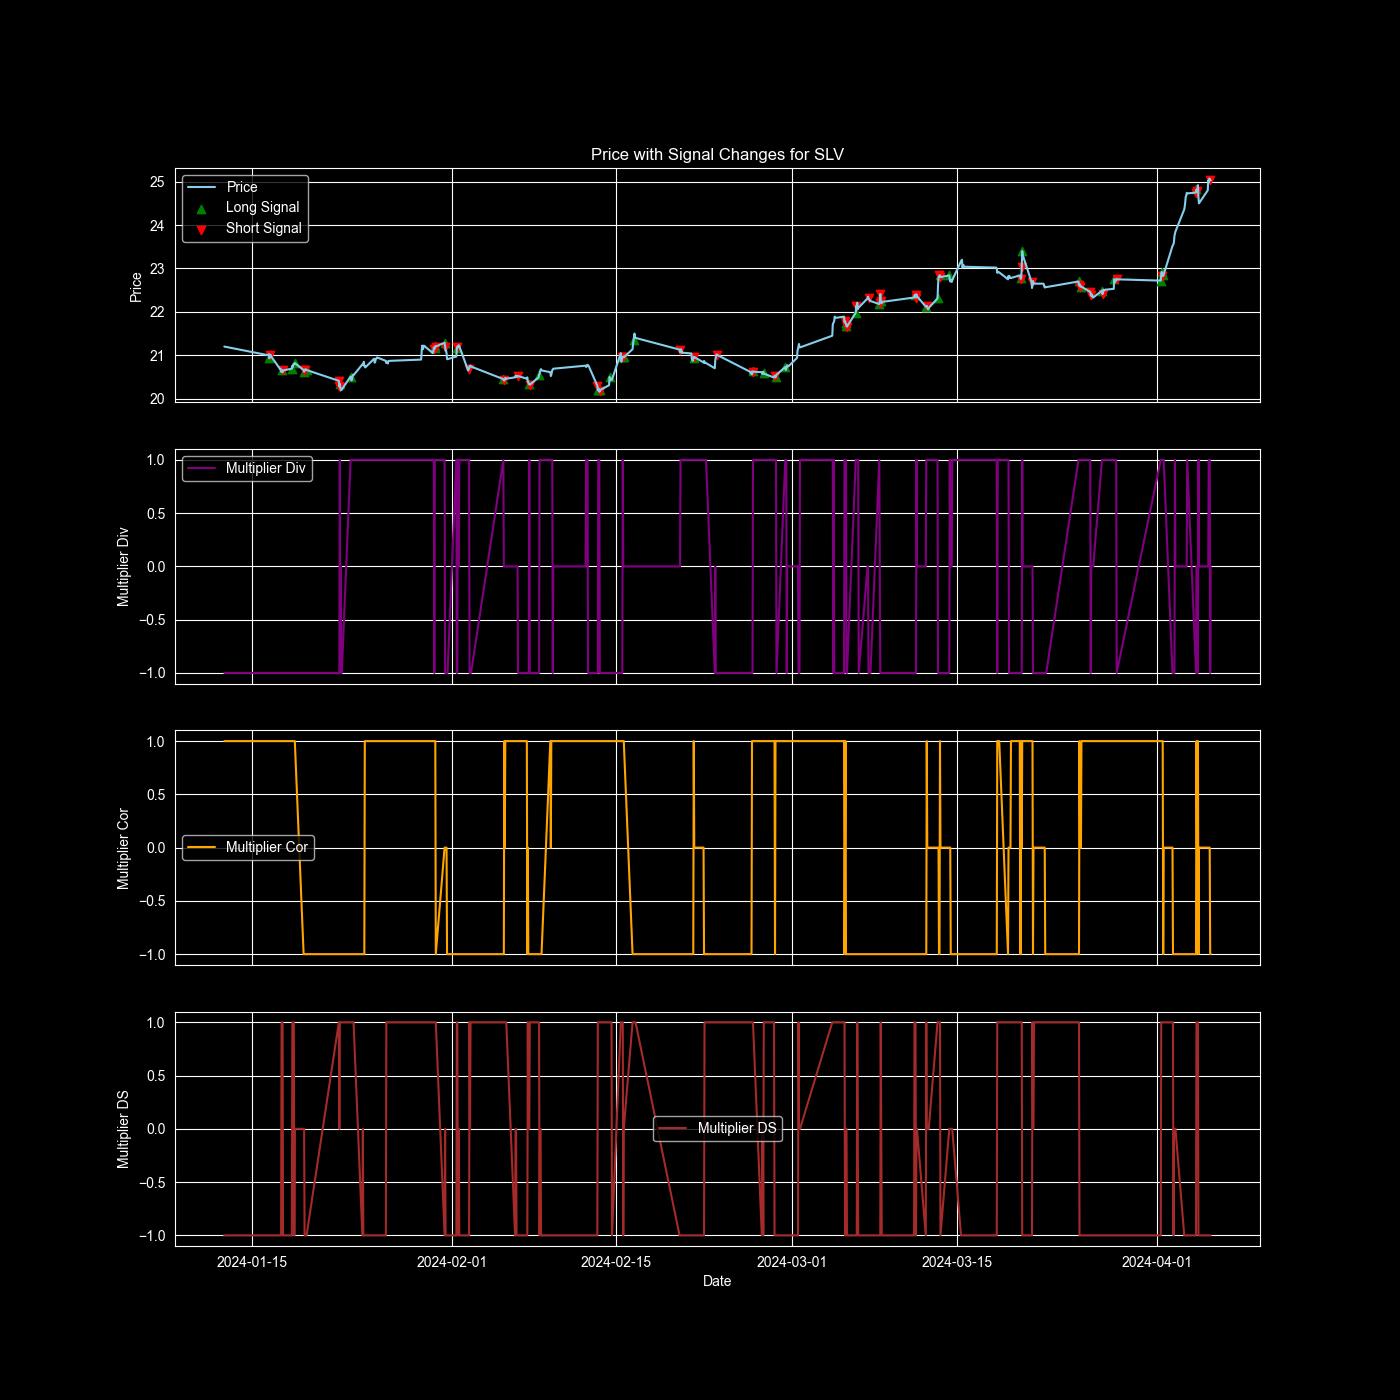 Price with Signal Changes for SLV
Price
Long Signal
Short Signal
Price
25
24
23
22
21
20
Multiplier Div
Multiplier Div
1.0
0.5
0.0
−0.5
−1.0
Multiplier Cor
Multiplier Cor
1.0
0.5
0.0
−0.5
−1.0
Multiplier DS
Multiplier DS
1.0
0.5
0.0
−0.5
−1.0
2024-01-15 2024-02-01 2024-02-15 2024-03-01 2024-03-15 2024-04-01
Date